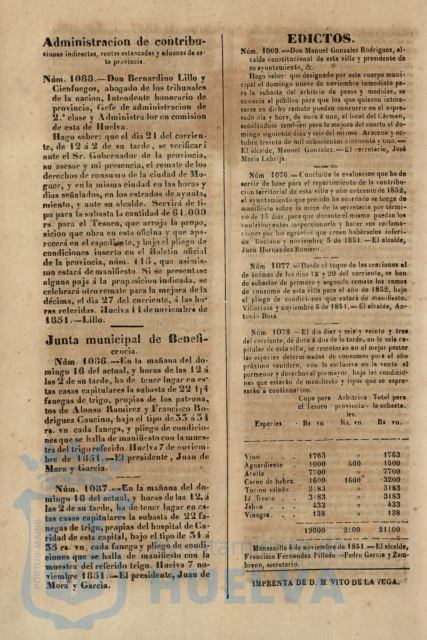 Administracion de contribu-
ciones indirectas, rentas estancadas y aduanas de es-
ta provincia.
Núm. 1083.—Don Bernardino Lillo y
Cienfuegos, abogado de los tribunales
de la nacion, Intendente honorario de
provincia, Gefe de administracion de
2.ª clase y Administrador en comision
de esta de Huelva.
Hago saber: que el dia 21 del corrien-
te, de 12 á 2 de su tarde, se verificará
ante el Sr. Gobernador de la provincia,
su asesor y mi presencia, el remate de los
derechos de consumo de la ciudad de Mo-
guer, y en la misma ciudad en las horas y
dias señalados, en los estrados de ayunta-
miento, y ante su alcalde. Servirá de ti-
po para la subasta la cantidad de 61.000
rs. para el Tesoro, que arroja la propo-
sicion que obra en esta oficina y que apa-
recerá en el espediente, y bajo el pliego de
condiciones inserto en el Boletin oficial
de la provincia, núm. 115, que asimis-
mo estará de manifiesto. Si se presentase
alguna puja á la proposicion indicada, se
celebrará otro remate para la mejora de la
décima, el dia 27 del corriente, á las ho-
ras referidas. Huelva 11 de noviembre de
1851.—Lillo.
Junta municipal de Benefi-
cencia.
Núm. 1086.—En la mañana del do-
mingo 16 del actual, y horas de las 12 á
las 2 de su tarde, ha de tener lugar en es-
tas casas capitulares la subasta de 22 1/4
fanegas de trigo, propias de los patrona-
tos de Alonso Ramirez y Francisco Ro-
driguez Cancino, bajo el tipo de 33 á 34
rs. vn. cada fanega, y pliego de condicio-
nes que se halla de manifiesto con la mues-
tra del trigo referido. Huelva 7 de noviem-
bre de 1851.—El presidente, Juan de
Mora y Garcia.
Núm. 1087.—En la mañana del do-
mingo 16 del actual, y horas de las 12, á
las 2 de su tarde, ha de tener lugar en es-
tas casas capitulares la subasta de 22 fa-
negas de trigo, propias del hospital de Ca-
ridad de esta capital, bajo el tipo de 34 á
35 rs. vn. cada fanega y pliego de condi-
ciones que se halla de manifiesto con la
muestra del referido trigo. Huelva 7 no-
viembre de 1851.—El presidente, Juan de
Mora y Garcia.
EDICTOS.
Núm. 1069.—Don Manuel Gonzalez Rodriguez, al-
calde constitucional de esta villa y presidente de
su ayuntamiento, &.
Hago saber: que designado por este cuerpo muni-
cipal el domingo nueve de noviembre inmediato pa-
ra la subasta del arbitrio de pesos y medidas, se
anuncia al público para que los que quieran intere-
sarse en dicho remate puedan concurrir en el espre-
sado dia y hora, de once á una, al local del Cármen,
señalándose tambien para la mejora del cuarto el do-
mingo siguiente diez y seis del mismo. Aracena y oc-
tubre treinta de mil ochocientos cincuenta y uno.—
El alcalde, Manuel Gonzalez.—El secretario, José
Maria Labrija.
Núm. 1076.—Concluida la evaluacion que ha de
servir de base para el repartimiento de la contribu-
cion territorial de esta villa y año entrante de 1852,
el ayuntamiento que presido ha acordado se tenga de
manifiesto sobre la mesa de la secretaría por térmi-
no de 15 dias, para que durante el mismo puedan los
contribuyentes inspeccionarla y hacer sus reclama-
ciones por los agravios que crean habérseles inferi-
do. Rociana y noviembre 5 de 1851.—El alcalde,
Juan Hernandez Romero.
Núm. 1077.—Desde el toque de las oraciones al
de ánimas de los dias 12 y 20 del corriente, se han
de subastar de primero y segundo remate los ramos
de consumo de esta villa para el año de 1852, bajo
el pliego de condiciones que estará de manifiesto.
Villarrasa y noviembre 5 de 1851.—El alcalde, An-
tonio Bort.
Núm. 1078.—El dia diez y seis y veinte y tres
del corriente, de doce á dos de la tarde, en la sala ca-
pitular de esta villa, se rematarán en el mejor postor
las especies determinadas de consumos para el año
próximo venidero, con la esclusiva en la venta al
pormenor y derechos al por mayor, bajo las condicio-
nes que estarán de manifiesto y tipos que se espre-
sarán á continuacion.
Cupo para Arbitrios Total para
el Tesoro provincia- la subasta.
les.
Especies. Rs vn. Rs. vn. Rs. vn.
Vino . . 1763 » 1763
Aguardiente . 1000 500 1500
Aceite . . 7700 7700
Carne de hebra. 1600 1600 3200
Tocino salado . 3183 » 3183
Id. fresco . 3183 » 3183
Jabon . . 433 » 433
Vinagre. . 138 » 138
19000 2100 21100
Manzanilla 4 de noviembre de 1851.—El alcalde,
Francisco Fernandez Pillado.—Pedro Garcia y Zam-
brano, secretario.
IMPRENTA DE D. M. VITO DE LA VEGA.
HUELVA